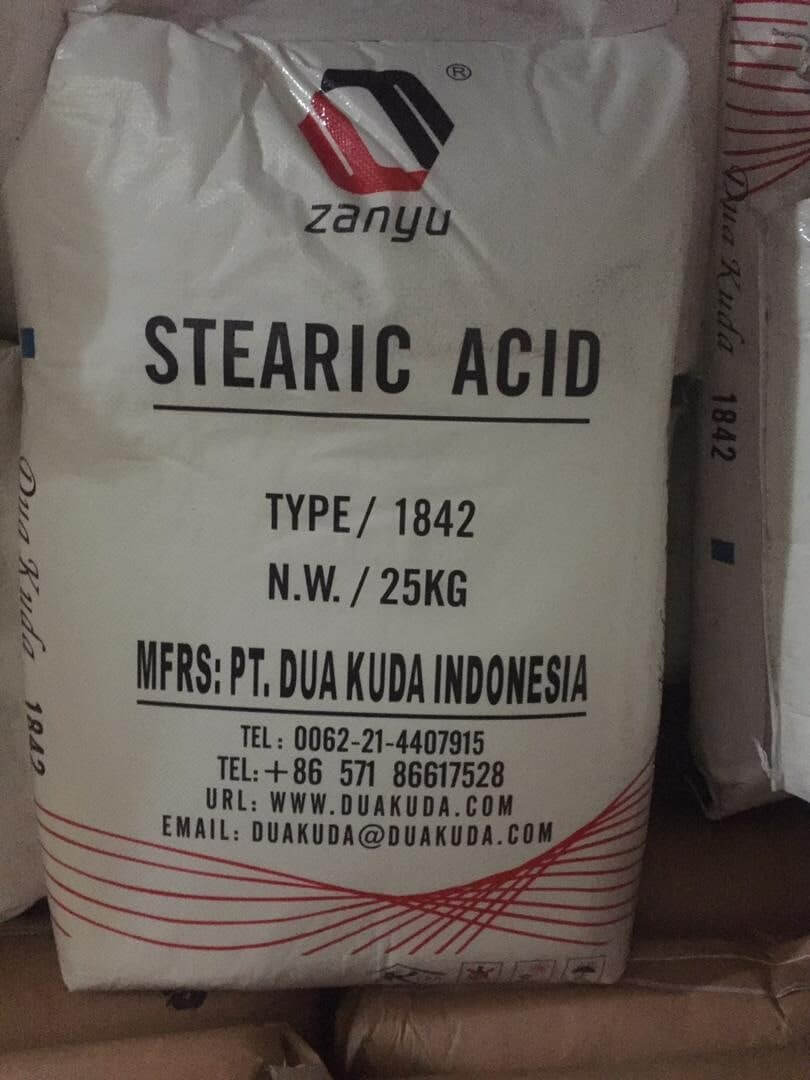 ®
zanyu
STEARIC ACID
TYPE/ 1842
N.W./ 25KG
MFRS: PT. DUA KUDA INDONESIA
TEL: 0062-21-4407915
TEL:+86 571 86617528
URL: WWW.DUAKUDA.COM
EMAIL: DUAKUDA@DUAKUDA.COM
Dua Kuda 1842
Dua Kuda 1842